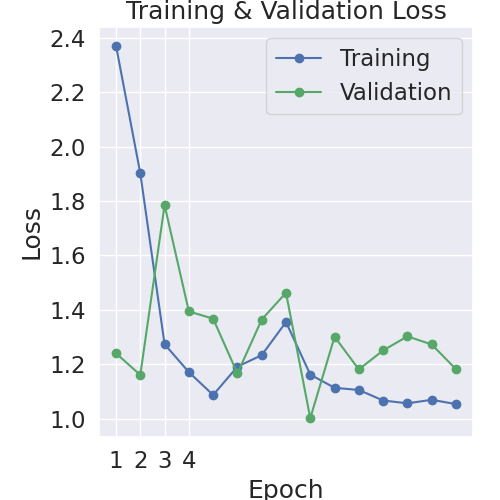 Training & Validation Loss
Training
Validation
2.4
2.2
2.0
1.8
1.6
1.4
1.2
1.0
Loss
1 2 3 4
Epoch